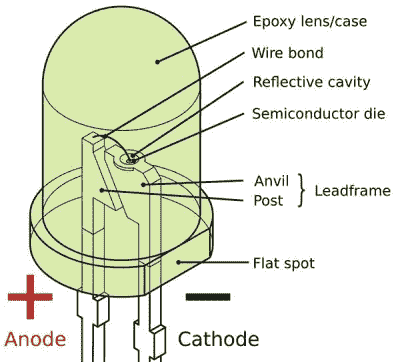 Epoxy lens/case
Wire bond
Reflective cavity
Semiconductor die
Anvil
Post
Leadframe
Flat spot
+ −
Anode Cathode